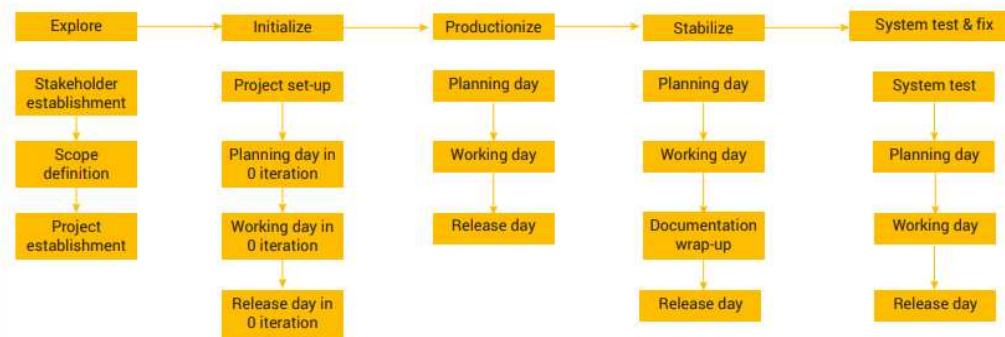 Explore
Initialize
Productionize
Stabilize
System test & fix
Stakeholder
establishment
Scope
definition
Project
establishment
Project set-up
Planning day in
0 iteration
Working day in
0 iteration
Release day in
0 iteration
Planning day
Working day
Release day
Planning day
Working day
Documentation
wrap-up
Release day
System test
Planning day
Working day
Release day